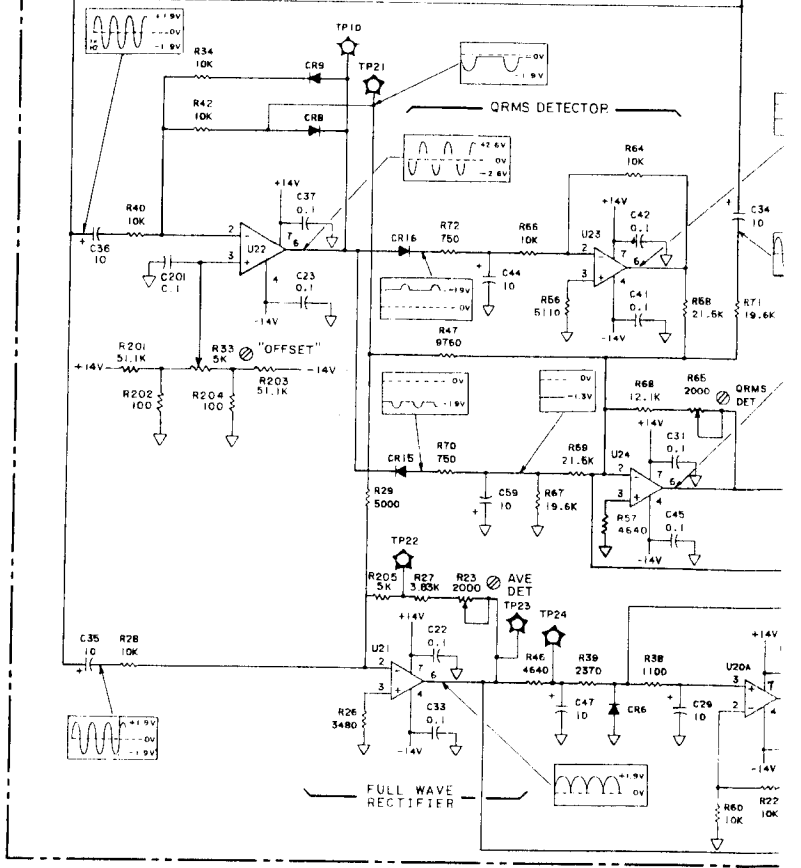 +1.9V
0V
-1.9V
TP10
R34
10K
CR9
TP21
0V
-1.9V
R42
10K
CR8
QRMS DETECTOR
+2.6V
0V
-2.6V
R64
10K
+14V
C37
0.1
+14V
C42
0.1
C34
10
R40
10K
C36
10
2
3
U22
7
6
4
CR16
R72
750
R66
10K
U23
2
3
7
6
4
C201
C.1
C23
0.1
-14V
-1.9V
0V
C44
10
R56
5110
C41
0.1
-14V
R58
21.5K
R71
19.6K
R47
9760
R201
51.1K
R33
5K
"OFFSET"
+14V
-14V
R202
100
R204
100
R203
51.1K
0V
-1.9V
0V
-1.3V
R68
12.1K
R65
2000
QRMS
DET
+14V
C31
0.1
CR15
R70
750
R69
21.5K
U24
2
3
7
6
4
R29
5000
C59
10
R67
19.6K
R57
4640
C45
0.1
-14V
TP22
R205
5K
R27
3.83K
R23
2000
AVE
DET
TP23
TP24
+14V
C22
0.1
C35
10
R28
10K
U21
2
3
7
6
4
R46
4640
R39
2370
R38
1100
+14V
U20A
3
2
7
4
R26
3480
C33
0.1
-14V
C47
10
CR6
C29
10
-14V
+1.9V
0V
-1.9V
+1.9V
0V
FULL WAVE
RECTIFIER
R60
10K
R22
10K